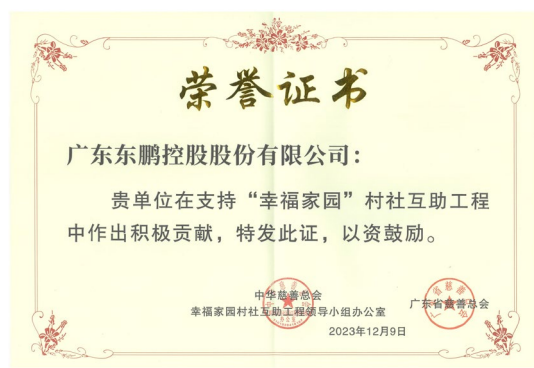 荣誉证书
广东东鹏控股股份有限公司：
贵单位在支持“幸福家园”村社互助工程
中作出积极贡献，特发此证，以资鼓励。
中华慈善总会
幸福家园村社互助工程领导小组办公室
广东省慈善总会
2023年12月9日